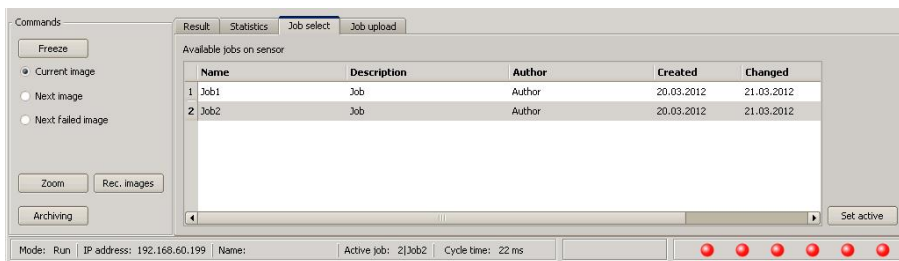 Commands
Freeze
Current image
Next image
Next failed image
Zoom Rec. images
Archiving
Result Statistics Job select Job upload
Available jobs on sensor
Name Description Author Created Changed
1 Job1 Job Author 20.03.2012 21.03.2012
2 Job2 Job Author 20.03.2012 21.03.2012
Set active
Mode: Run IP address: 192.168.60.199 Name: Active job: 2|Job2 Cycle time: 22 ms